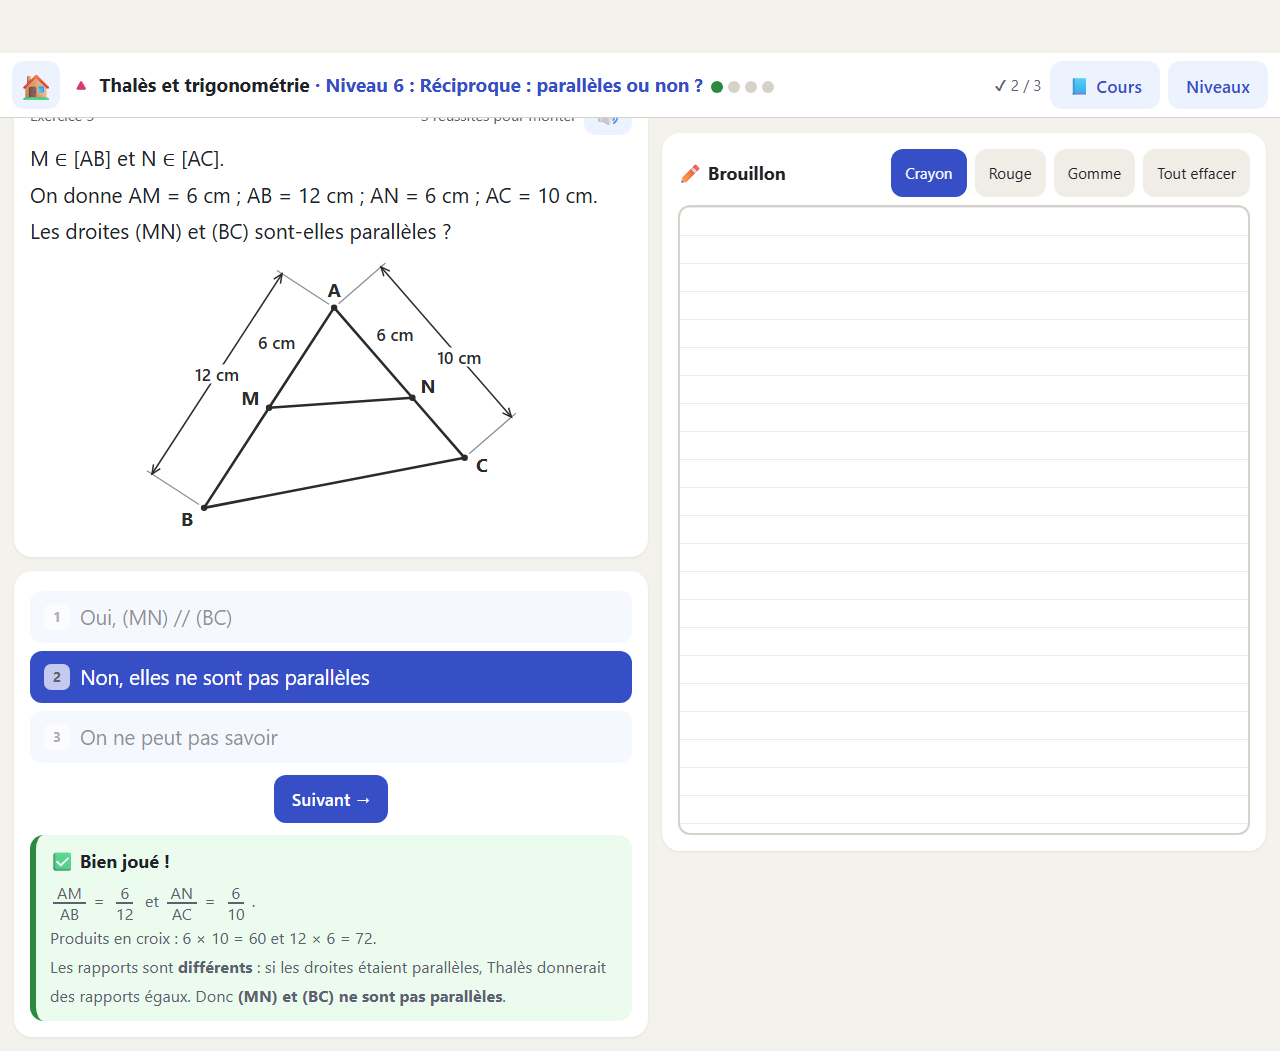 Thalès et trigonométrie · Niveau 6 : Réciproque : parallèles ou non ?
✓ 2 / 3
Cours
Niveaux
M ∈ [AB] et N ∈ [AC].
On donne AM = 6 cm ; AB = 12 cm ; AN = 6 cm ; AC = 10 cm.
Les droites (MN) et (BC) sont-elles parallèles ?
A
6 cm
6 cm
10 cm
12 cm
M
N
C
B
1 Oui, (MN) // (BC)
2 Non, elles ne sont pas parallèles
3 On ne peut pas savoir
Suivant →
✅ Bien joué !
AM/AB = 6/12 et AN/AC = 6/10 .
Produits en croix : 6 × 10 = 60 et 12 × 6 = 72.
Les rapports sont différents : si les droites étaient parallèles, Thalès donnerait
des rapports égaux. Donc (MN) et (BC) ne sont pas parallèles.
Brouillon
Crayon
Rouge
Gomme
Tout effacer